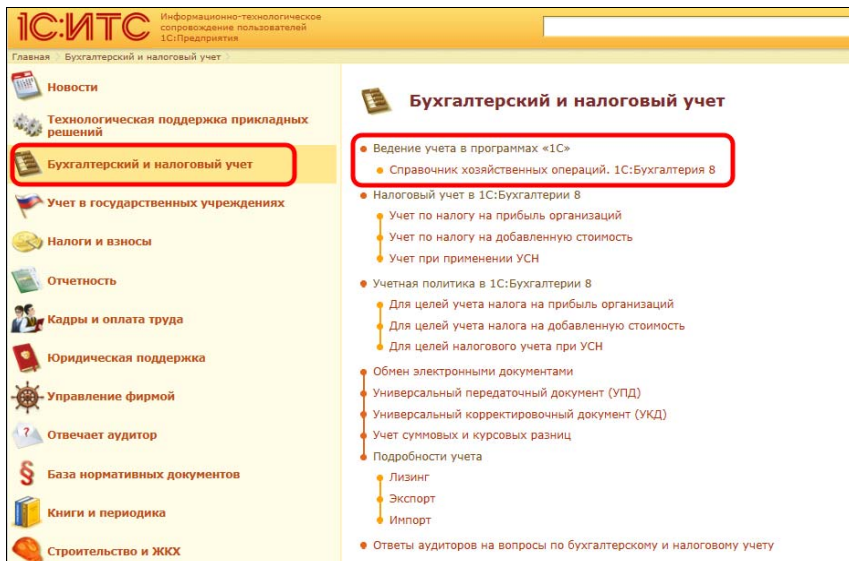 1С:ИТС
Информационно-технологическое
сопровождение пользователей
1С:Предприятия
Главная
Бухгалтерский и налоговый учет
Новости
Технологическая поддержка прикладных
решений
Бухгалтерский и налоговый учет
Учет в государственных учреждениях
Налоги и взносы
Отчетность
Кадры и оплата труда
Юридическая поддержка
Управление фирмой
Отвечает аудитор
База нормативных документов
Книги и периодика
Строительство и ЖКХ
Бухгалтерский и налоговый учет
Ведение учета в программах «1С»
Справочник хозяйственных операций. 1С:Бухгалтерия 8
Налоговый учет в 1С:Бухгалтерии 8
Учет по налогу на прибыль организаций
Учет по налогу на добавленную стоимость
Учет при применении УСН
Учетная политика в 1С:Бухгалтерии 8
Для целей учета налога на прибыль организаций
Для целей учета налога на добавленную стоимость
Для целей налогового учета при УСН
Обмен электронными документами
Универсальный передаточный документ (УПД)
Универсальный корректировочный документ (УКД)
Учет суммовых и курсовых разниц
Подробности учета
Лизинг
Экспорт
Импорт
Ответы аудиторов на вопросы по бухгалтерскому и налоговому учету